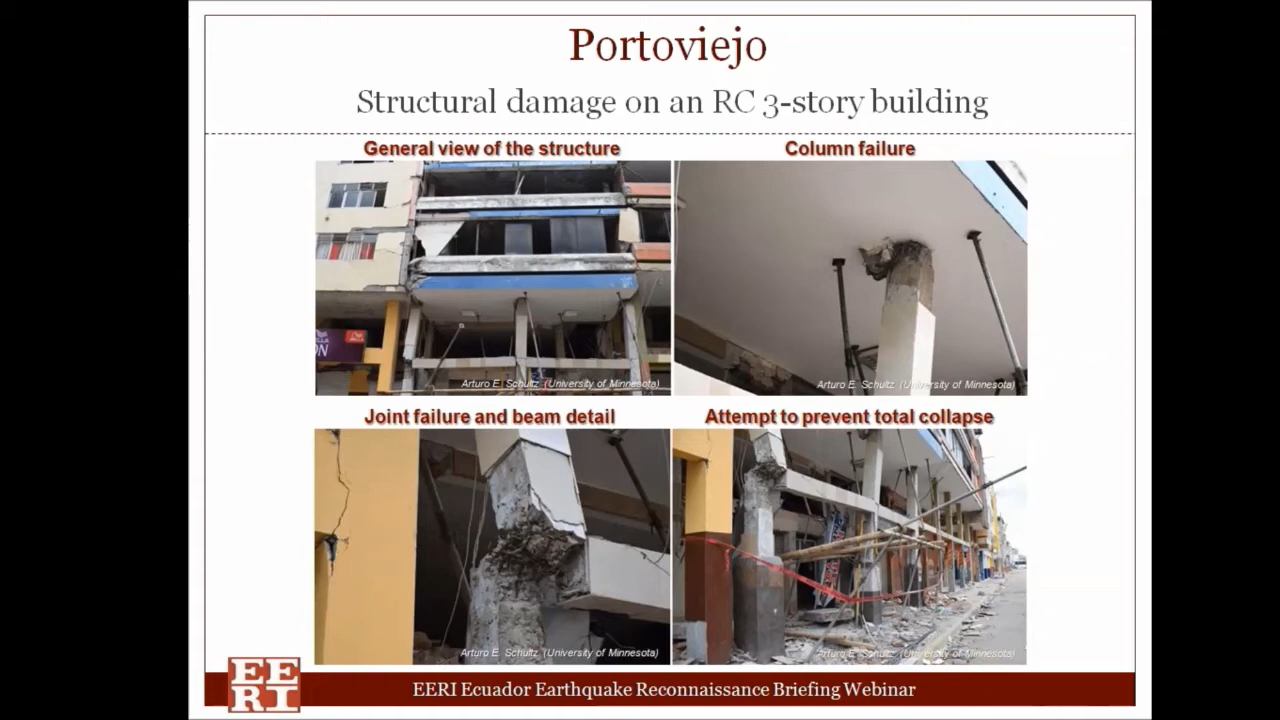 Portoviejo
Structural damage on an RC 3-story building
General view of the structure
Column failure
Arturo E. Schultz (University of Minnesota)
Arturo E. Schultz (University of Minnesota)
Joint failure and beam detail
Attempt to prevent total collapse
Arturo E. Schultz (University of Minnesota)
Arturo E. Schultz (University of Minnesota)
EE
RI
EERI Ecuador Earthquake Reconnaissance Briefing Webinar